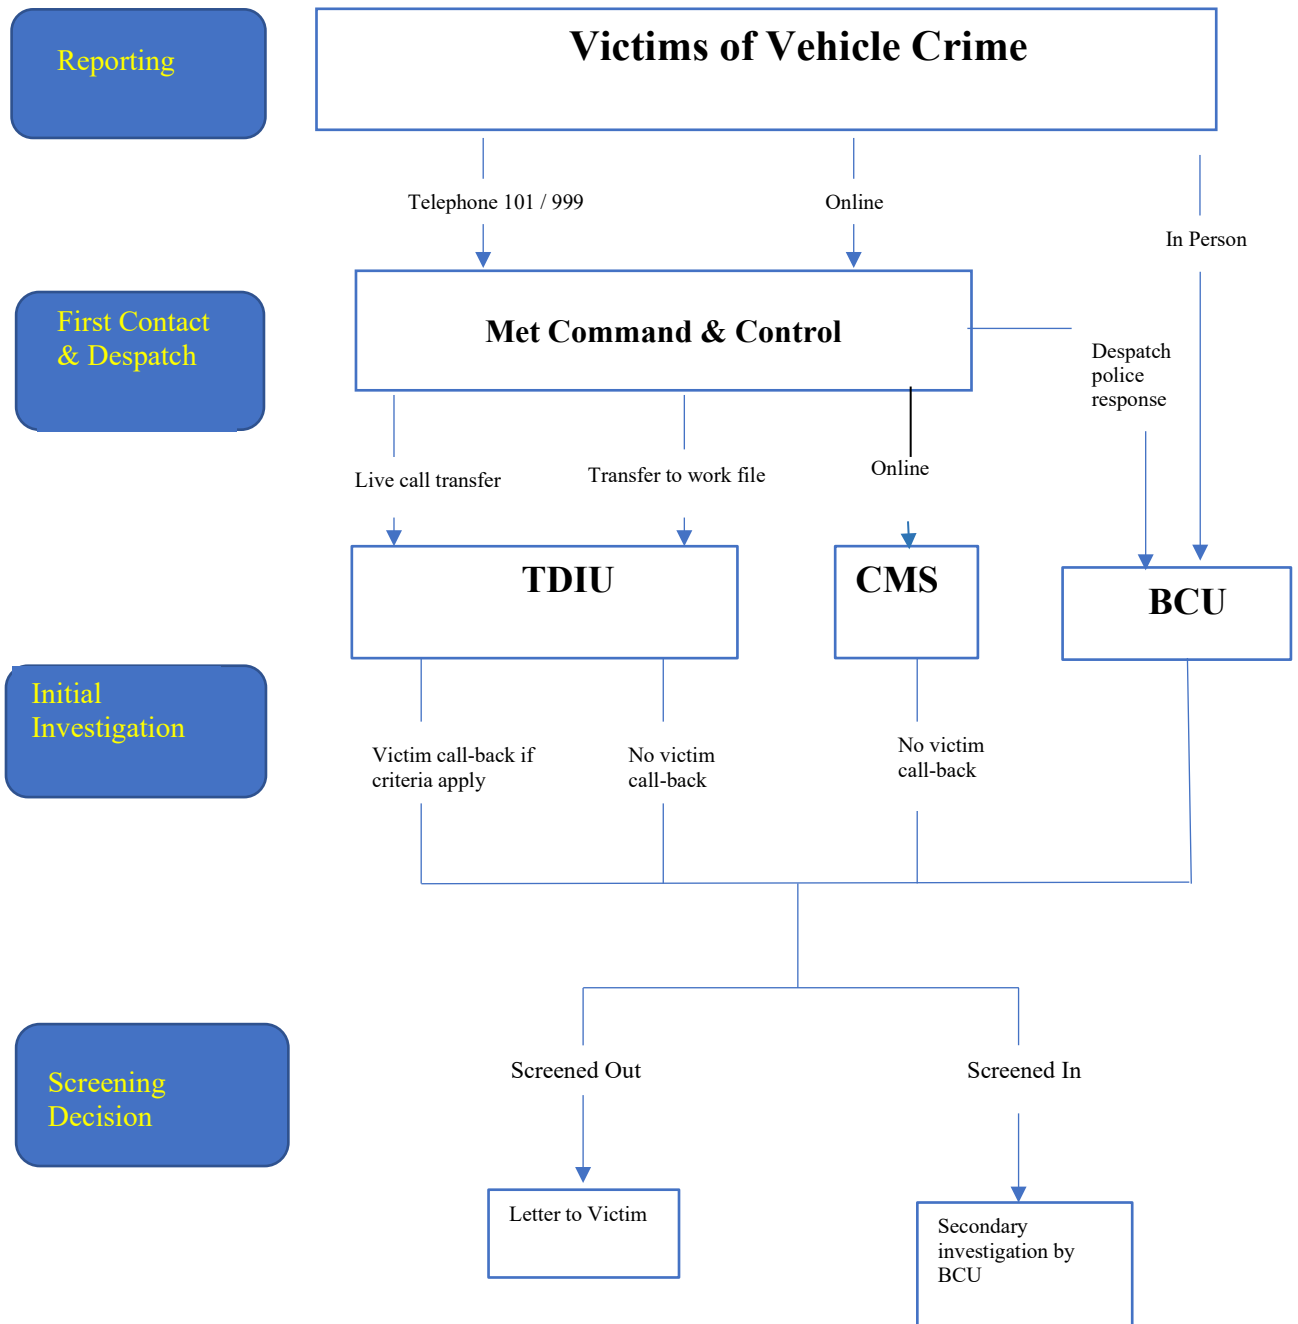 Reporting
Victims of Vehicle Crime
Telephone 101 / 999
Online
In Person
First Contact
& Despatch
Met Command & Control
Despatch
police
response
Live call transfer
Transfer to work file
Online
TDIU
CMS
BCU
Initial
Investigation
Victim call-back if
criteria apply
No victim
call-back
No victim
call-back
Screening
Decision
Screened Out
Screened In
Letter to Victim
Secondary
investigation by
BCU